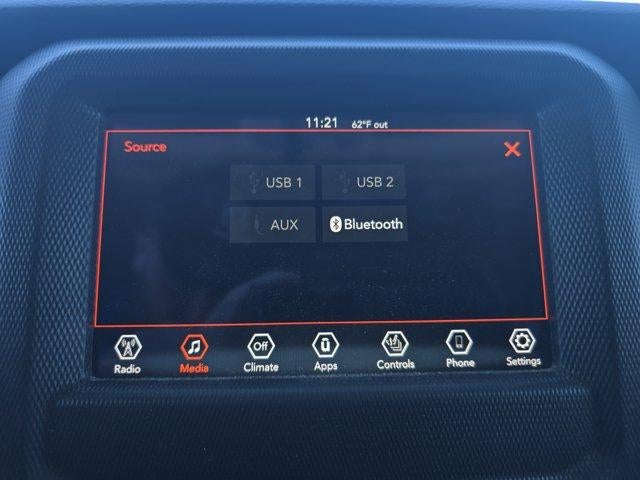 11:21 62°F out
Source
USB 1 USB 2
AUX Bluetooth
Off ū
Radio Media Climate Apps Controls Phone Settings